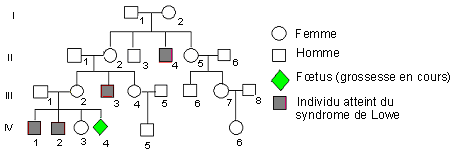 I
1
2
Femme
Homme
II
1
2
3
4
5
6
Fœtus (grossesse en cours)
III
1
2
3
4
5
6
7
8
Individu atteint du
syndrome de Lowe
IV
1
2
3
4
5
6